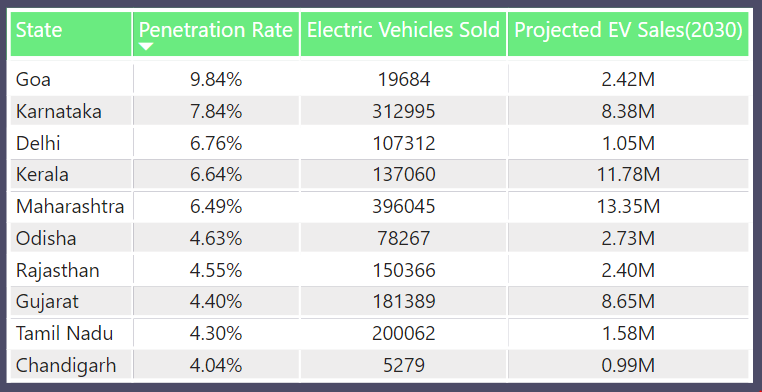 State Penetration Rate Electric Vehicles Sold Projected EV Sales(2030)
Goa 9.84% 19684 2.42M
Karnataka 7.84% 312995 8.38M
Delhi 6.76% 107312 1.05M
Kerala 6.64% 137060 11.78M
Maharashtra 6.49% 396045 13.35M
Odisha 4.63% 78267 2.73M
Rajasthan 4.55% 150366 2.40M
Gujarat 4.40% 181389 8.65M
Tamil Nadu 4.30% 200062 1.58M
Chandigarh 4.04% 5279 0.99M